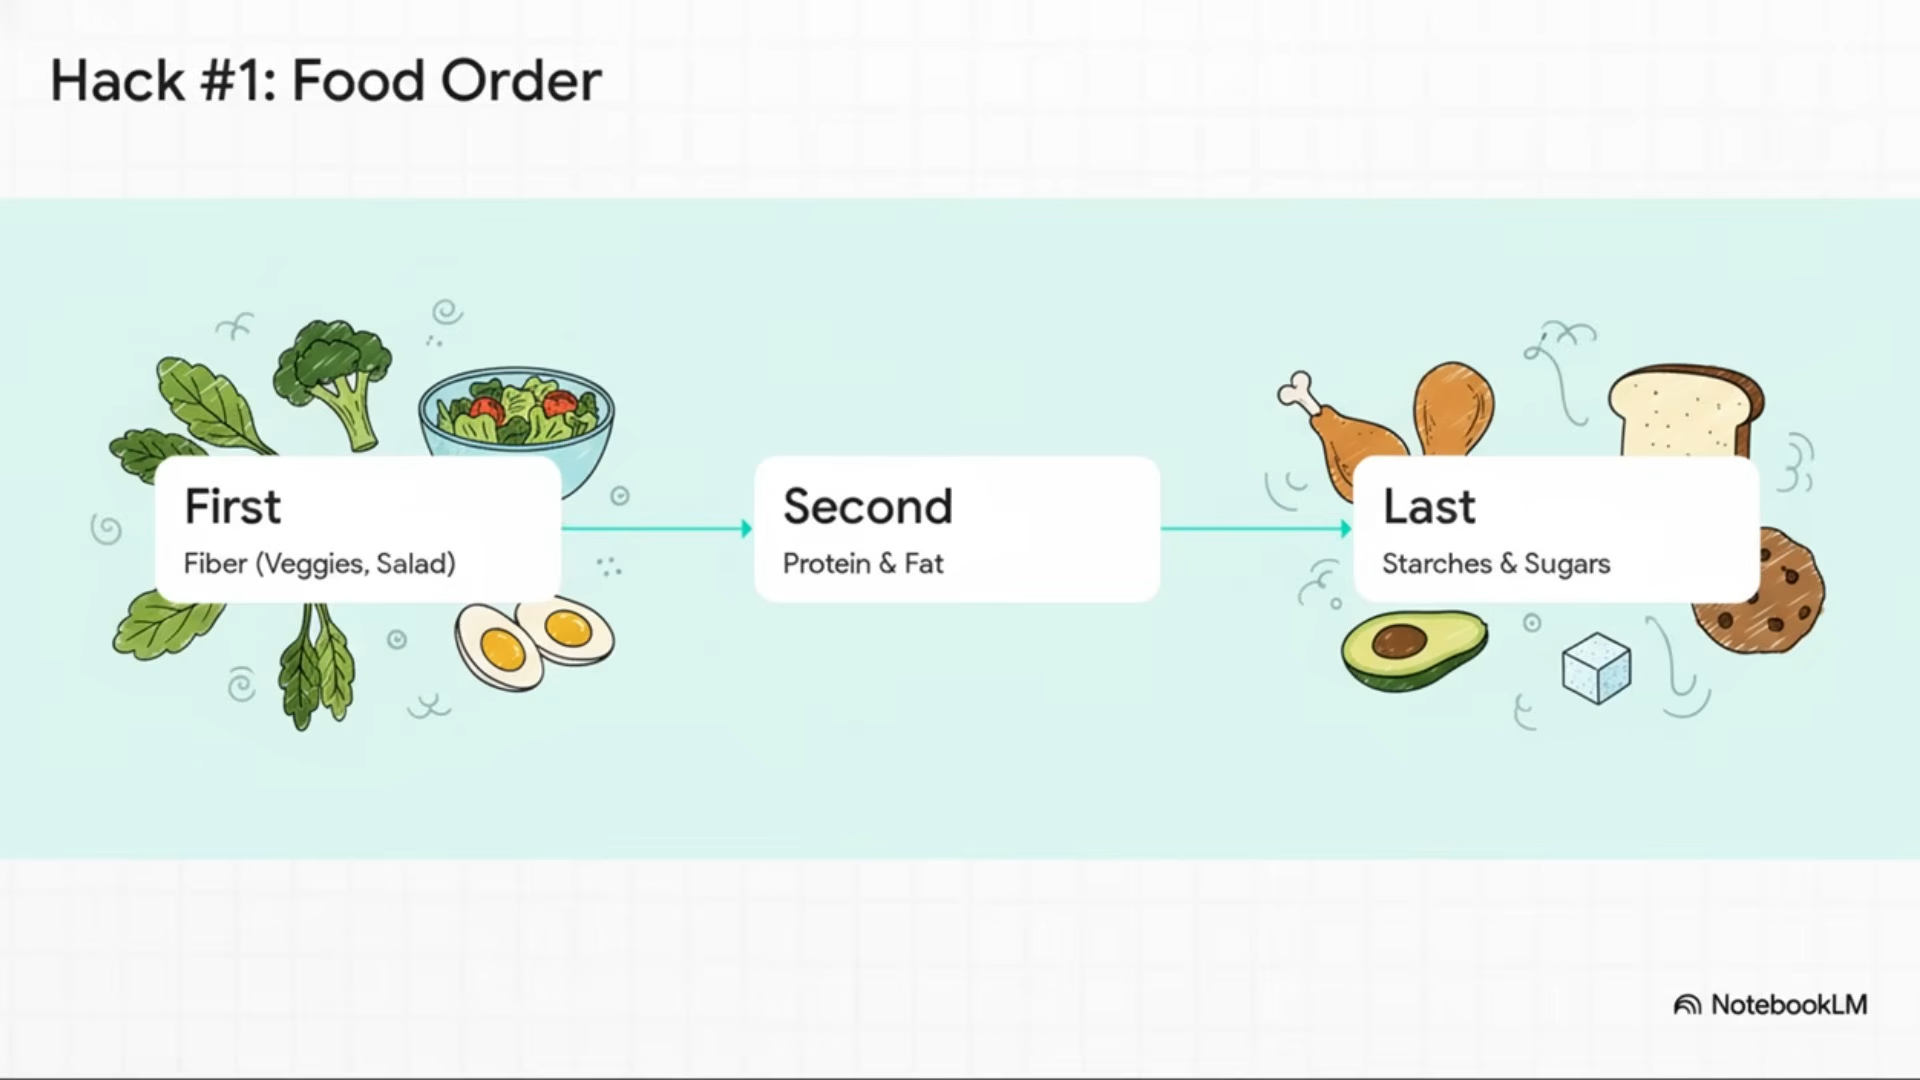 Hack #1: Food Order
First
Fiber (Veggies, Salad)
Second
Protein & Fat
Last
Starches & Sugars
NotebookLM